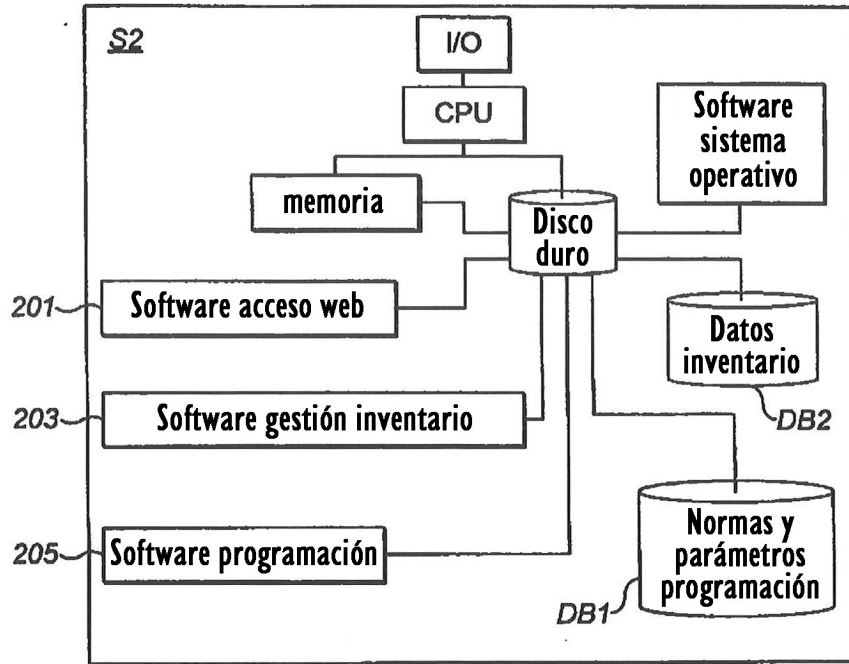 S2
I/O
CPU
Software
sistema
operativo
memoria
Disco
duro
201
Software acceso web
Datos
inventario
DB2
203
Software gestión inventario
205
Software programación
Normas y
parámetros
programación
DB1